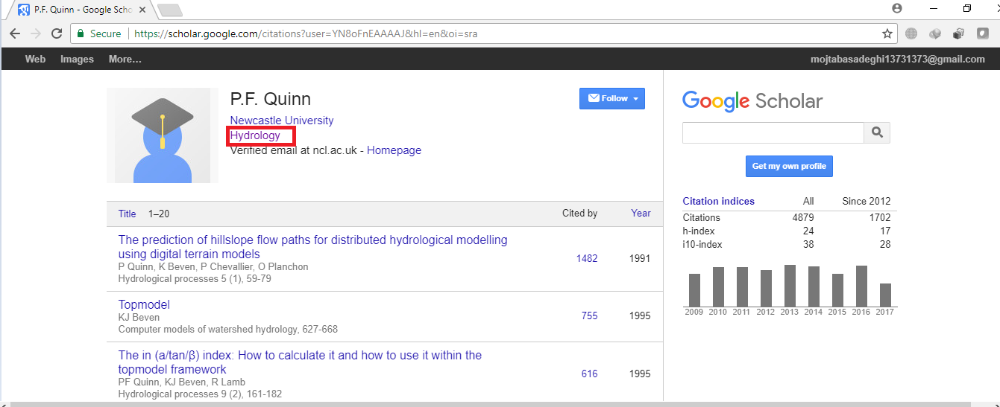 P.F. Quinn - Google Schol
Secure https://scholar.google.com/citations?user=YN8oFnEAAAAJ&hl=en&oi=sra
Web Images More… mojtabasadeghi13731373@gmail.com
P.F. Quinn
Newcastle University
Hydrology
Verified email at ncl.ac.uk - Homepage
Follow
Google Scholar
Get my own profile
Title 1–20 Cited by Year
The prediction of hillslope flow paths for distributed hydrological modelling
using digital terrain models
P Quinn, K Beven, P Chevallier, O Planchon
Hydrological processes 5 (1), 59-79
1482 1991
Topmodel
KJ Beven
Computer models of watershed hydrology, 627-668
755 1995
The in (a/tan/β) index: How to calculate it and how to use it within the
topmodel framework
PF Quinn, KJ Beven, R Lamb
Hydrological processes 9 (2), 161-182
616 1995
Citation indices All Since 2012
Citations 4879 1702
h-index 24 17
i10-index 38 28
2009 2010 2011 2012 2013 2014 2015 2016 2017